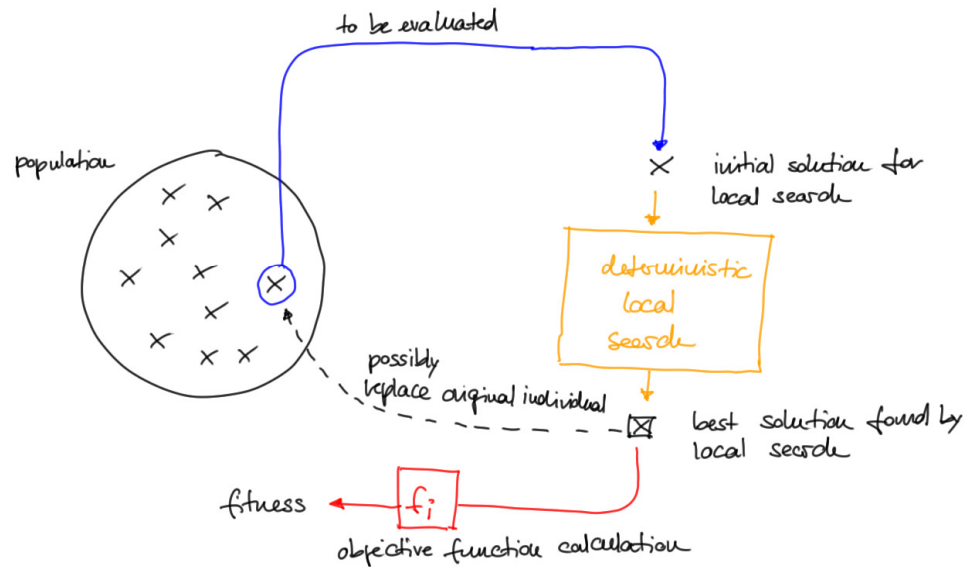 to be evaluated
population
initial solution for
local search
deterministic
local
search
possibly
replace original individual
best solution found by
local search
fitness
fi
objective function calculation